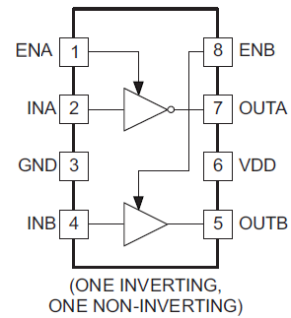 ENA 1 8 ENB
INA 2 7 OUTA
GND 3 6 VDD
INB 4 5 OUTB
(ONE INVERTING,
ONE NON-INVERTING)